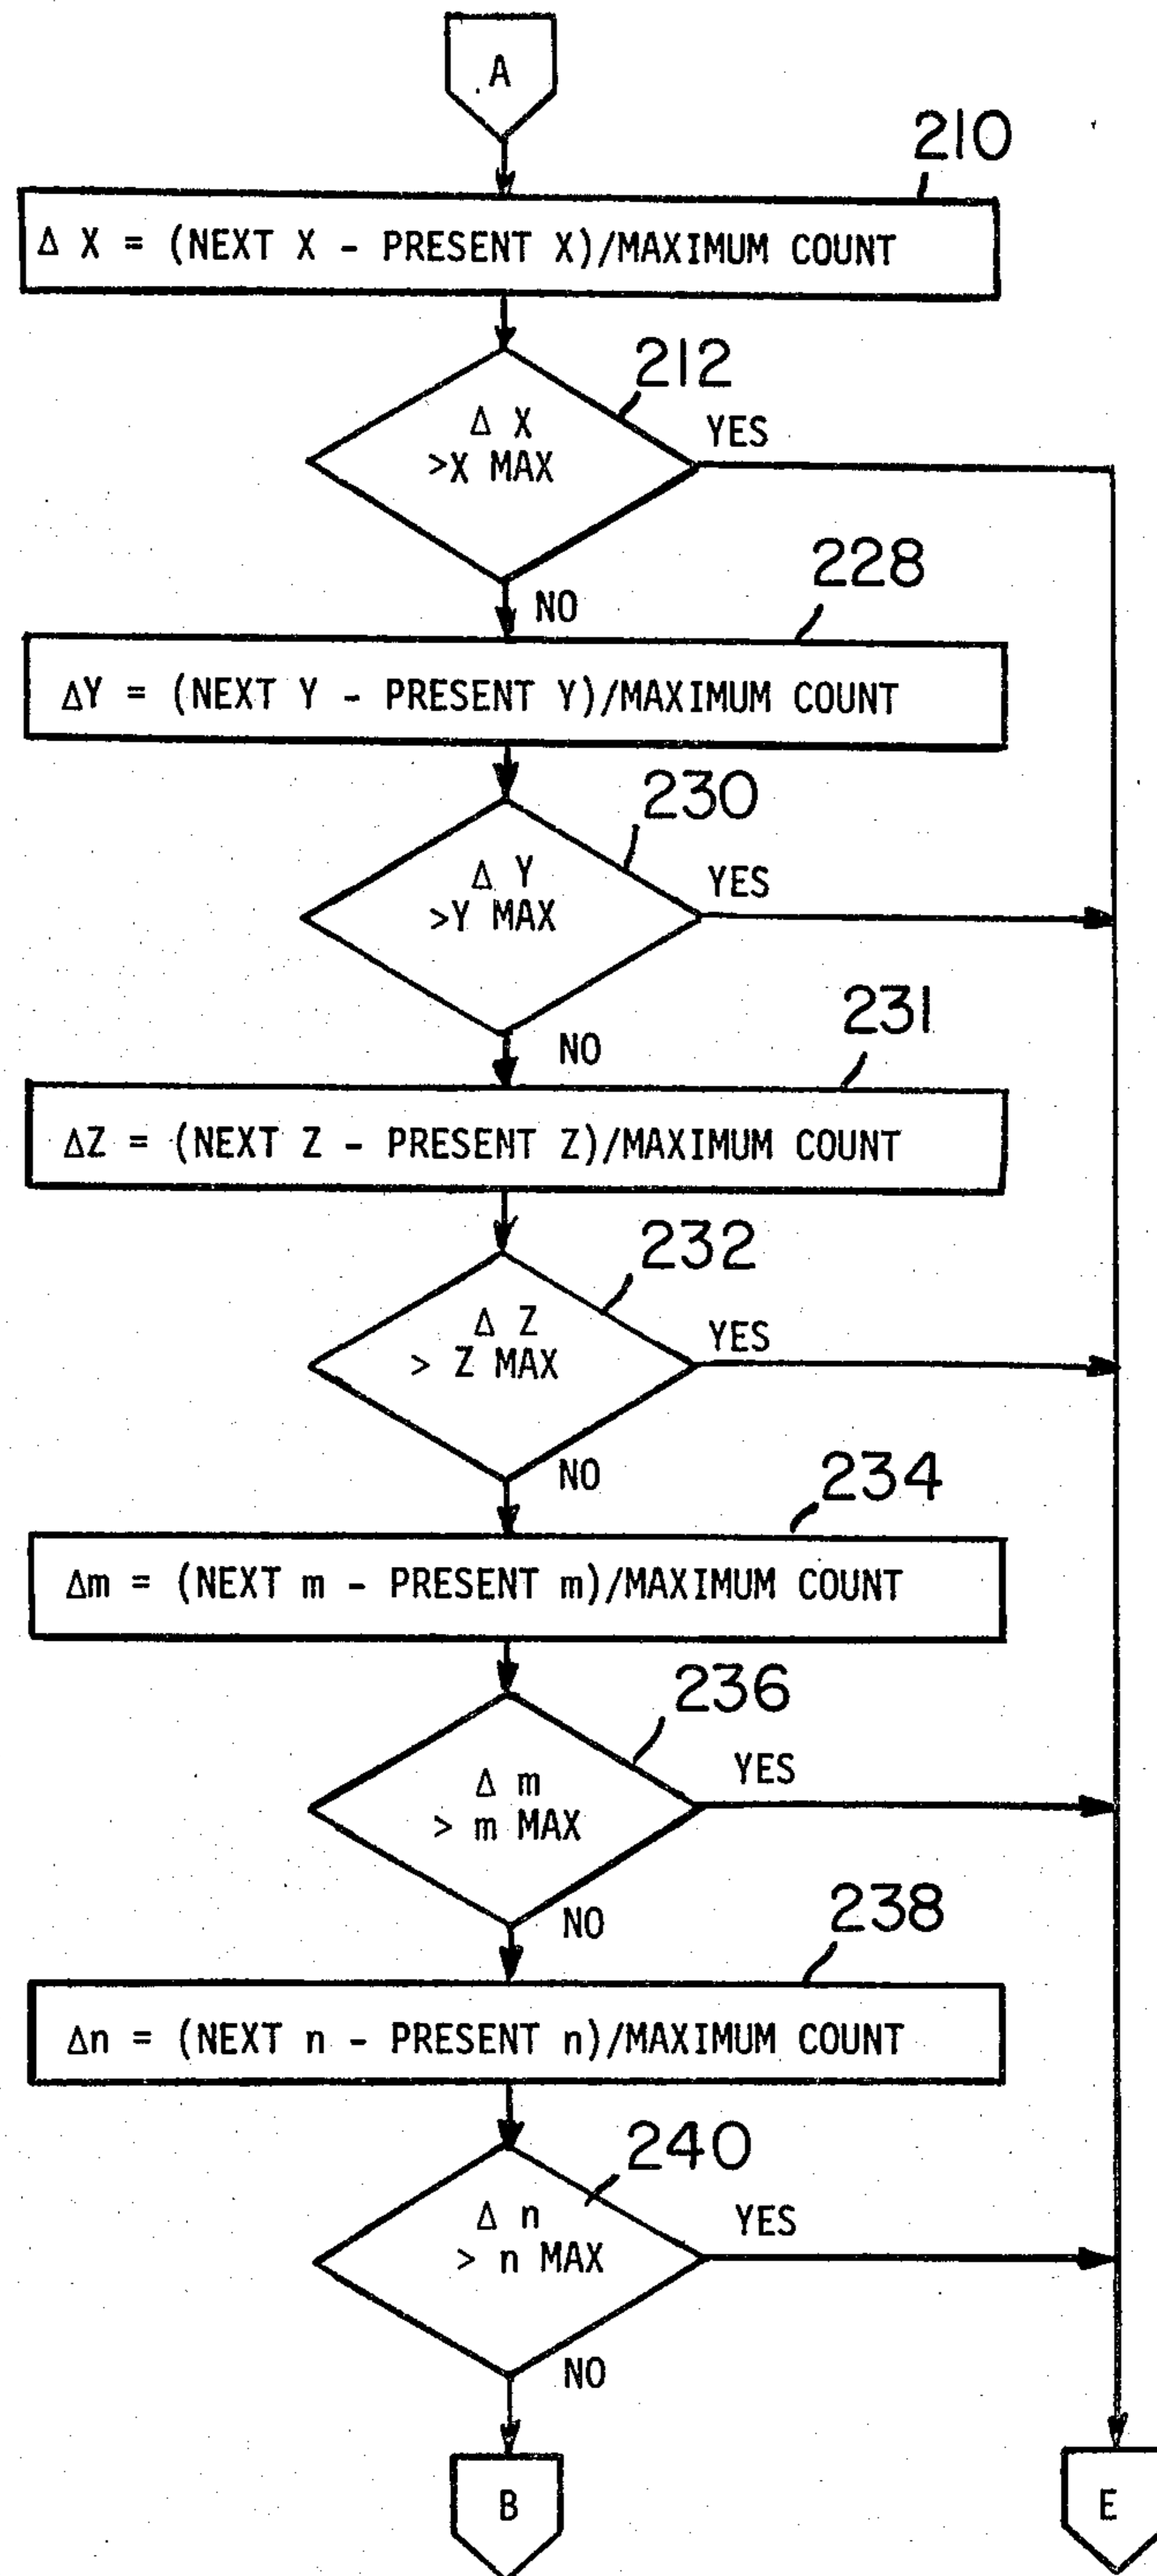 A
210
Δ X = (NEXT X - PRESENT X)/MAXIMUM COUNT
212
Δ X
>X MAX
YES
NO
228
ΔY = (NEXT Y - PRESENT Y)/MAXIMUM COUNT
230
Δ Y
>Y MAX
YES
NO
231
ΔZ = (NEXT Z - PRESENT Z)/MAXIMUM COUNT
232
Δ Z
> Z MAX
YES
NO
234
Δm = (NEXT m - PRESENT m)/MAXIMUM COUNT
236
Δ m
> m MAX
YES
NO
238
Δn = (NEXT n - PRESENT n)/MAXIMUM COUNT
240
Δ n
> n MAX
YES
NO
B
E